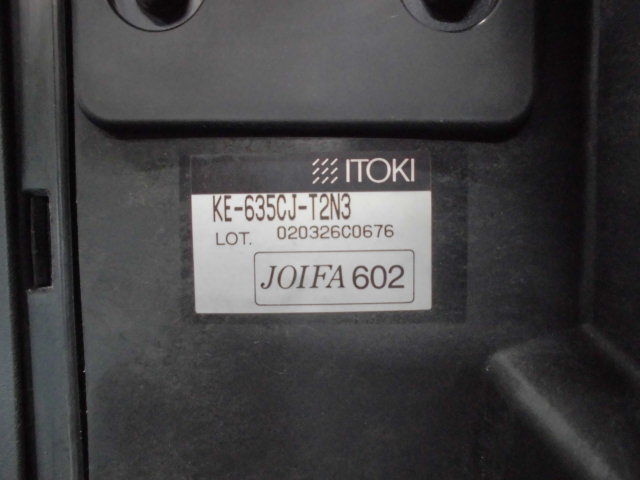 ITOKI
KE-635CJ-T2N3
LOT. 020326C0676
JOIFA 602